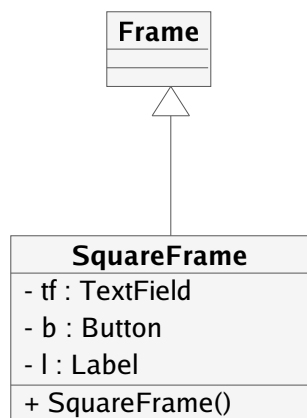 Frame
SquareFrame
- tf : TextField
- b : Button
- l : Label
+ SquareFrame()